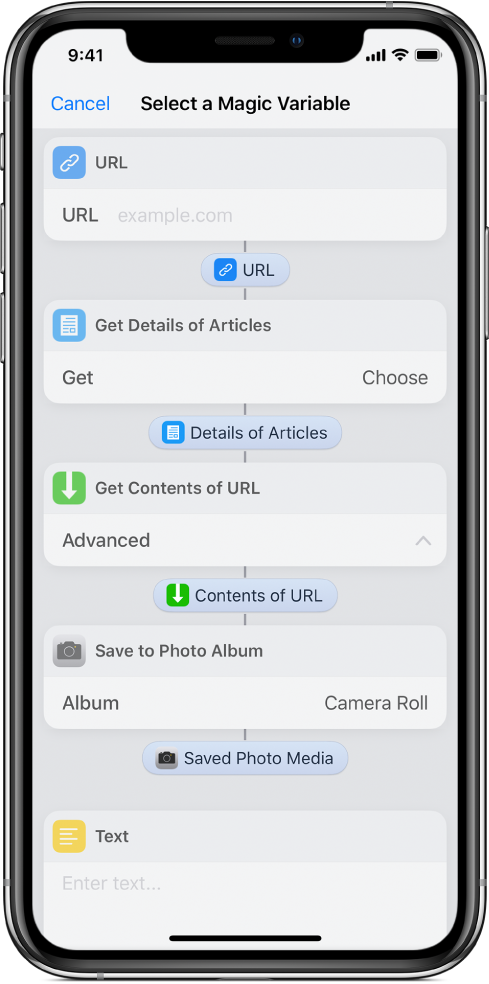 9:41
Cancel Select a Magic Variable
URL
URL example.com
URL
Get Details of Articles
Get Choose
Details of Articles
Get Contents of URL
Advanced
Contents of URL
Save to Photo Album
Album Camera Roll
Saved Photo Media
Text
Enter text...